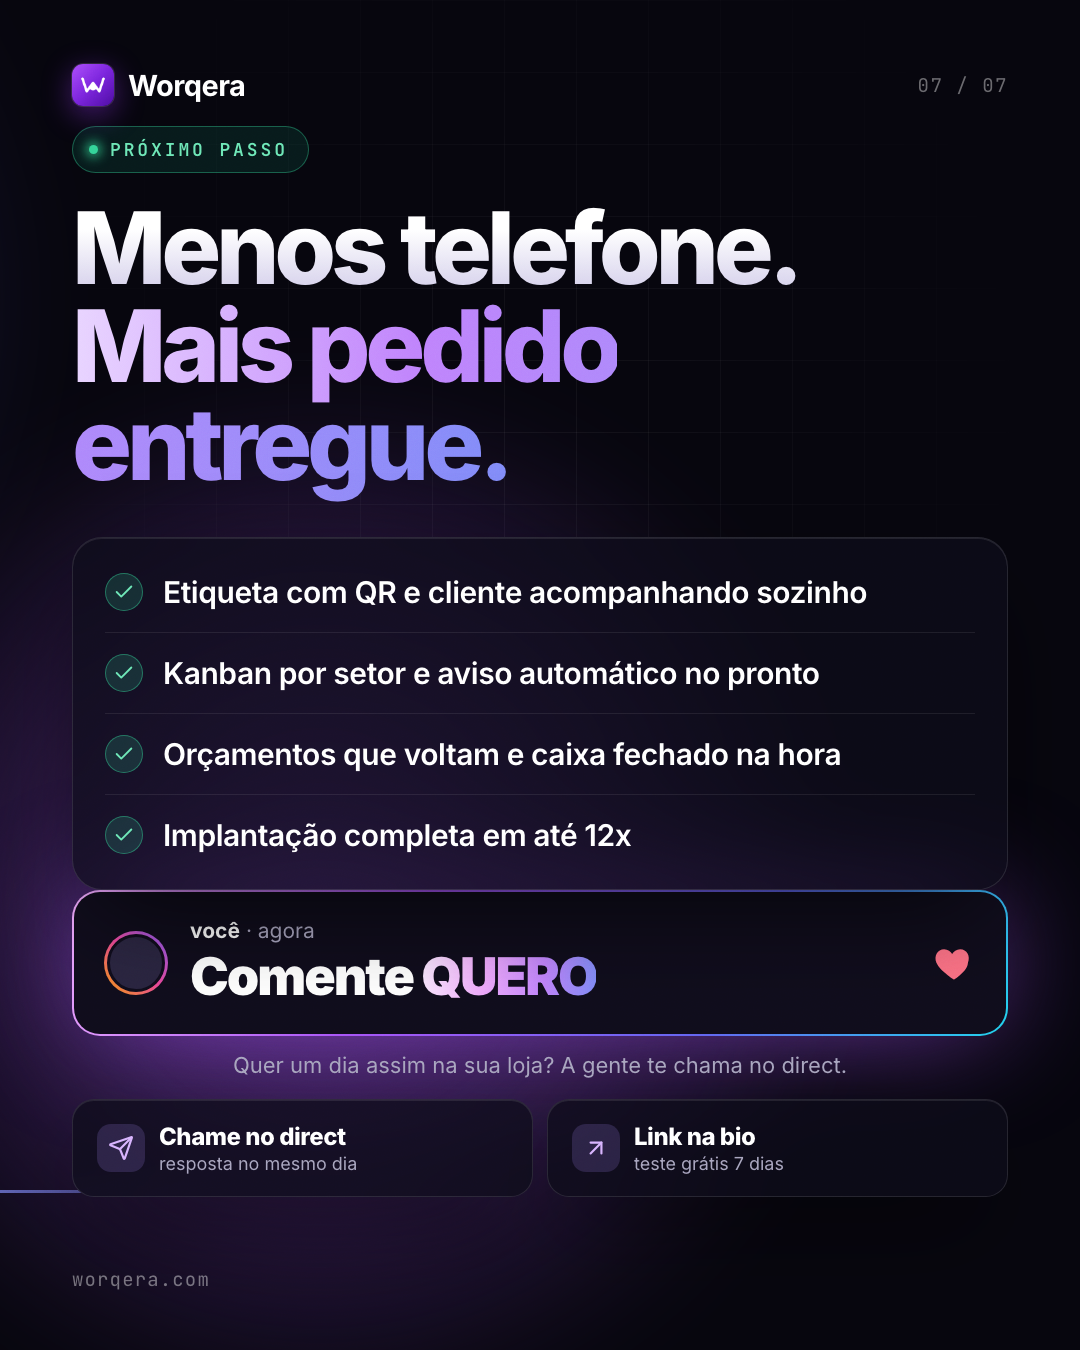 Worqera
07 / 07
PRÓXIMO PASSO
Menos telefone.
Mais pedido
entregue.
Etiqueta com QR e cliente acompanhando sozinho
Kanban por setor e aviso automático no pronto
Orçamentos que voltam e caixa fechado na hora
Implantação completa em até 12x
você · agora
Comente QUERO
Quer um dia assim na sua loja? A gente te chama no direct.
Chame no direct
resposta no mesmo dia
Link na bio
teste grátis 7 dias
worqera.com